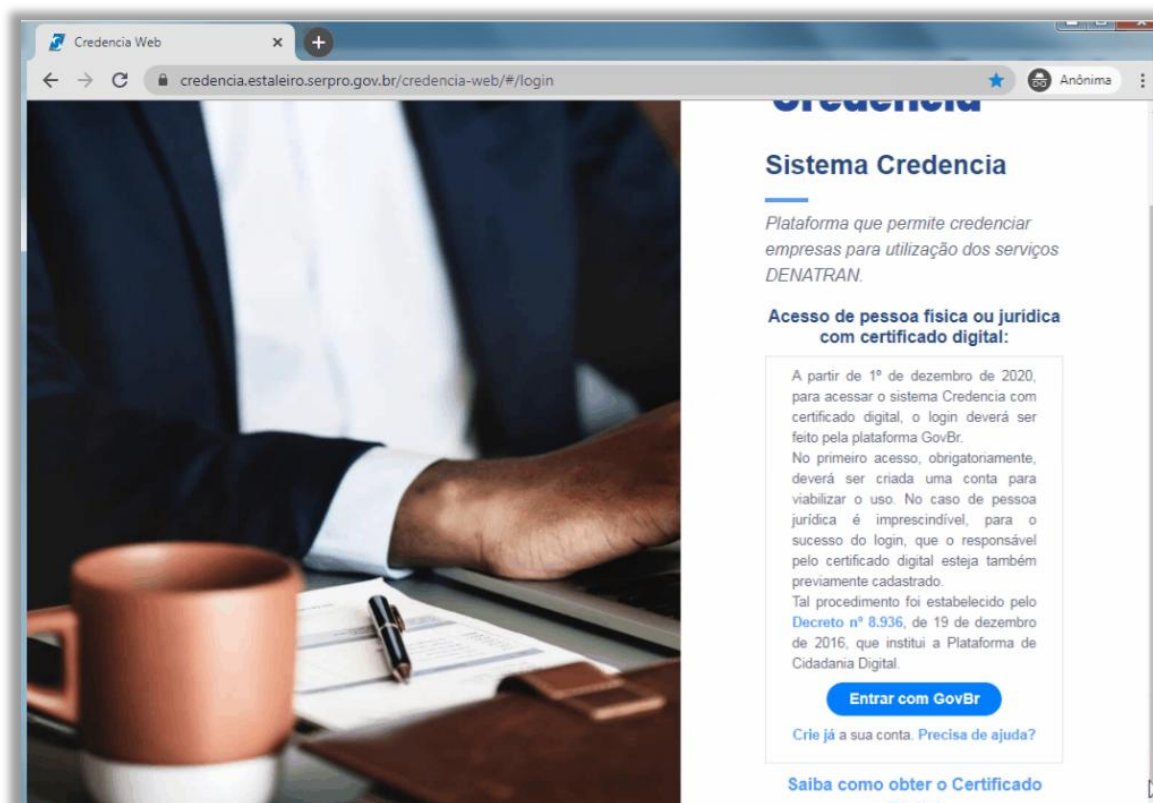 Credencia Web
credencia.estaleiro.serpro.gov.br/credencia-web/#/login
Anônima
Credencia
Sistema Credencia
Plataforma que permite credenciar
empresas para utilização dos serviços
DENATRAN.
Acesso de pessoa física ou jurídica
com certificado digital:
A partir de 1º de dezembro de 2020,
para acessar o sistema Credencia com
certificado digital, o login deverá ser
feito pela plataforma GovBr.
No primeiro acesso, obrigatoriamente,
deverá ser criada uma conta para
viabilizar o uso. No caso de pessoa
jurídica é imprescindível, para o
sucesso do login, que o responsável
pelo certificado digital esteja também
previamente cadastrado.
Tal procedimento foi estabelecido pelo
Decreto nº 8.936, de 19 de dezembro
de 2016, que institui a Plataforma de
Cidadania Digital.
Entrar com GovBr
Crie já a sua conta. Precisa de ajuda?
Saiba como obter o Certificado